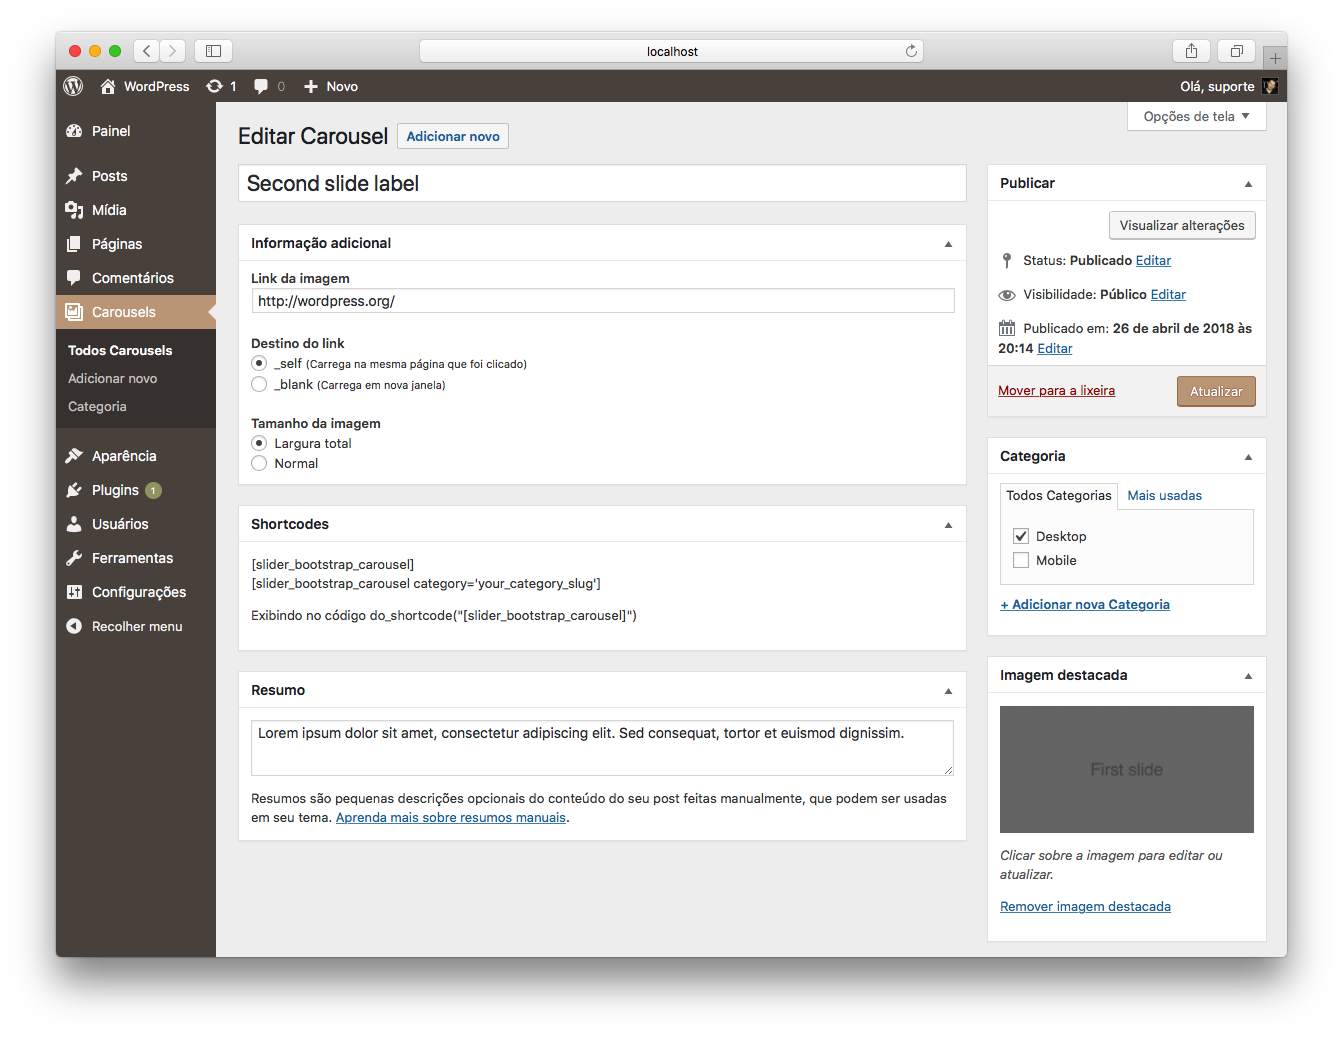 localhost
WordPress 1 0 Novo
Olá, suporte
Opções de tela
Painel
Posts
Mídia
Páginas
Comentários
Carousels
Todos Carousels
Adicionar novo
Categoria
Aparência
Plugins 1
Usuários
Ferramentas
Configurações
Recolher menu
Editar Carousel Adicionar novo
Second slide label
Informação adicional
Link da imagem
http://wordpress.org/
Destino do link
_self (Carrega na mesma página que foi clicado)
_blank (Carrega em nova janela)
Tamanho da imagem
Largura total
Normal
Shortcodes
[slider_bootstrap_carousel]
[slider_bootstrap_carousel category='your_category_slug']
Exibindo no código do_shortcode("[slider_bootstrap_carousel]")
Resumo
Lorem ipsum dolor sit amet, consectetur adipiscing elit. Sed consequat, tortor et euismod dignissim.
Resumos são pequenas descrições opcionais do conteúdo do seu post feitas manualmente, que podem ser usadas
em seu tema. Aprenda mais sobre resumos manuais.
Publicar
Visualizar alterações
Status: Publicado Editar
Visibilidade: Público Editar
Publicado em: 26 de abril de 2018 às
20:14 Editar
Mover para a lixeira Atualizar
Categoria
Todos Categorias Mais usadas
Desktop
Mobile
+ Adicionar nova Categoria
Imagem destacada
First slide
Clicar sobre a imagem para editar ou
atualizar.
Remover imagem destacada